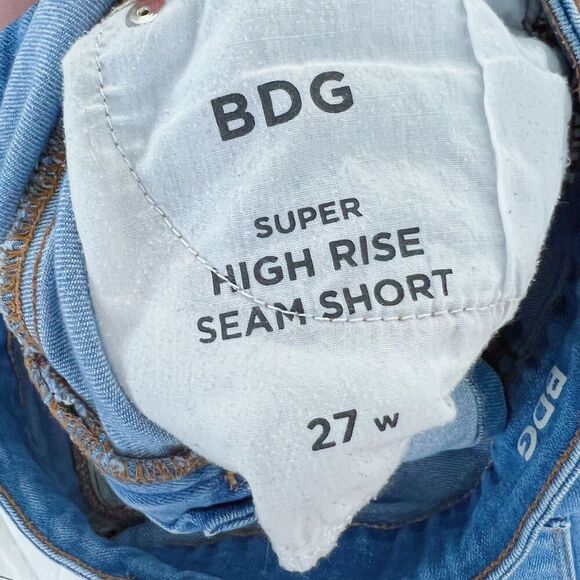 BDG
SUPER
HIGH RISE
SEAM SHORT
27 W
BDG